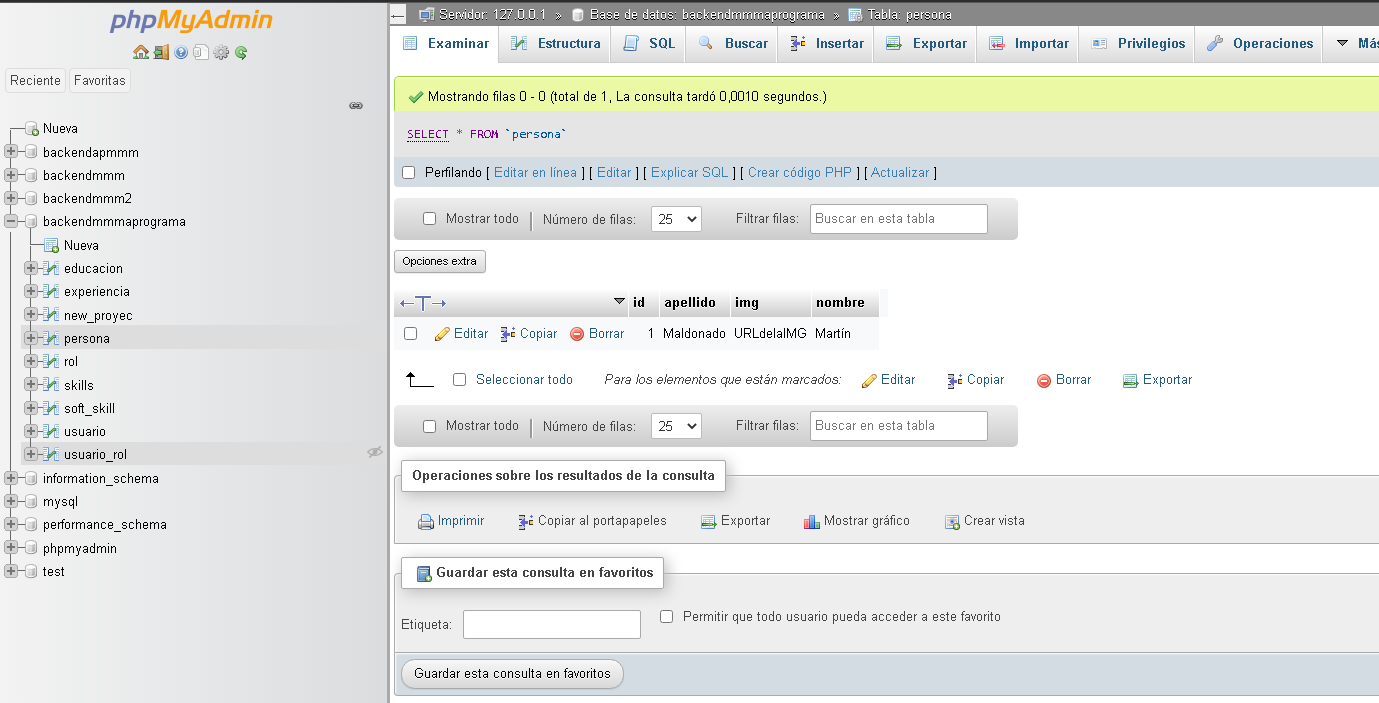 phpMyAdmin
Reciente Favoritas
Nueva
backendapmmm
backendmmm
backendmmm2
backendmmmaprograma
Nueva
educacion
experiencia
new_proyec
persona
rol
skills
soft_skill
usuario
usuario_rol
information_schema
mysql
performance_schema
phpmyadmin
test
Servidor: 127.0.0.1 » Base de datos: backendmmmaprograma » Tabla: persona
Examinar Estructura SQL Buscar Insertar Exportar Importar Privilegios Operaciones Más
Mostrando filas 0 - 0 (total de 1, La consulta tardó 0,0010 segundos.)
SELECT * FROM `persona`
Perfilando [ Editar en línea ] [ Editar ] [ Explicar SQL ] [ Crear código PHP ] [ Actualizar ]
Mostrar todo | Número de filas: 25 Filtrar filas: Buscar en esta tabla
Opciones extra
←T→ id apellido img nombre
Editar Copiar Borrar 1 Maldonado URLdelaIMG Martín
Seleccionar todo Para los elementos que están marcados: Editar Copiar Borrar Exportar
Mostrar todo | Número de filas: 25 Filtrar filas: Buscar en esta tabla
Operaciones sobre los resultados de la consulta
Imprimir Copiar al portapapeles Exportar Mostrar gráfico Crear vista
Guardar esta consulta en favoritos
Etiqueta: Permitir que todo usuario pueda acceder a este favorito
Guardar esta consulta en favoritos